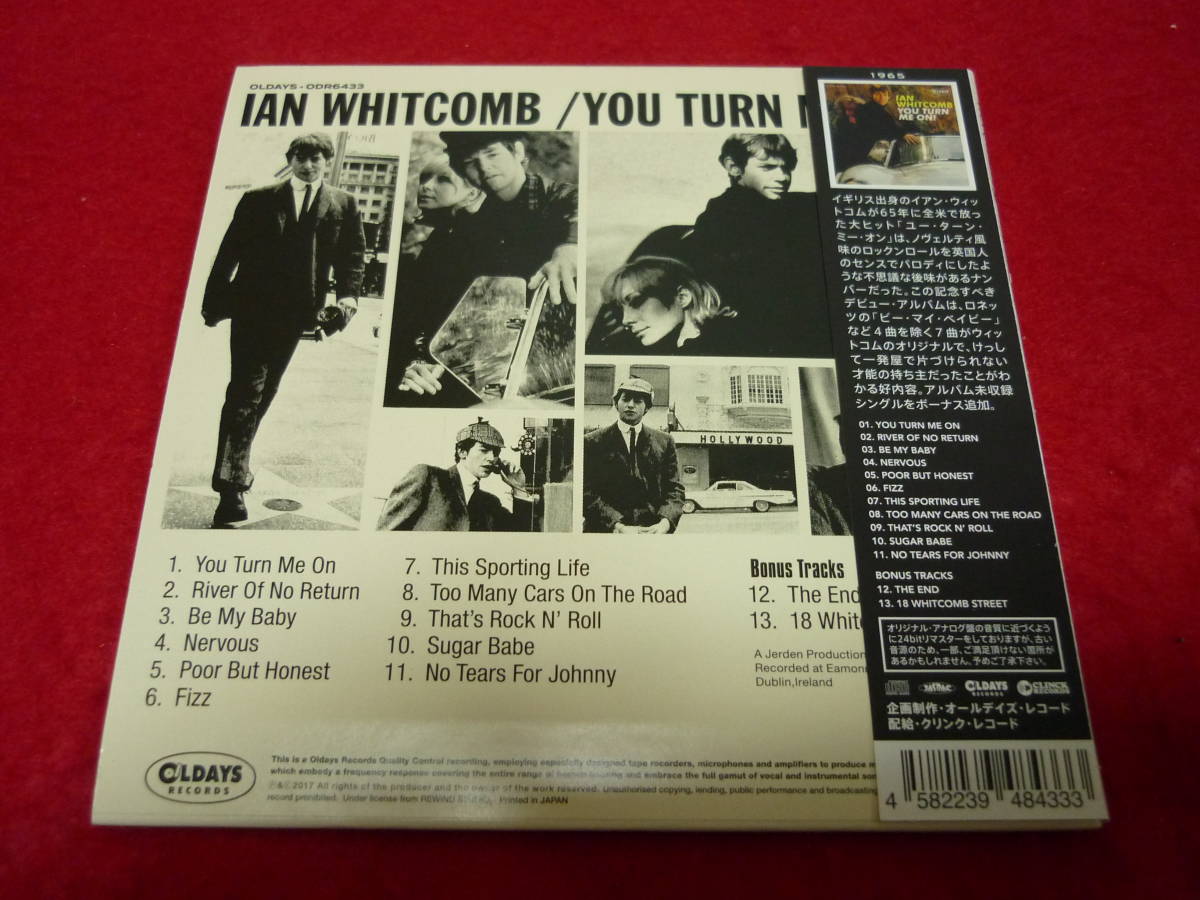 OLDAYS・ODR6433
IAN WHITCOMB /YOU TURN
HOLLYWOOD
1. You Turn Me On
2. River Of No Return
3. Be My Baby
4. Nervous
5. Poor But Honest
6. Fizz
7. This Sporting Life
8. Too Many Cars On The Road
9. That's Rock N' Roll
10. Sugar Babe
11. No Tears For Johnny
Bonus Tracks
12. The End
13. 18 Whitc
A Jerden Production
Recorded at Eamonn
Dublin,Ireland
OLDAYS
RECORDS
This is e Oldays Records Quality Control recording, employing especially designed tape recorders, microphones and amplifiers to produce
which embody a frequency response covering the entire range of human hearing and embrace the full gamut of vocal and instrumental
Ⓟ&Ⓒ 2017 All rights of the producer and the owner of the work reserved. Unauthorised copying, lending, public performance and broadcasting
record prohibited. Under license from Printed in JAPAN
1965
IAN
WHITCOMB
YOU TURN
ME ON!
イギリス出身のイアン・ウィッ
トコムが65年に全米で放っ
た大ヒット「ユー・ターン・
ミー・オン」は、ノヴェルティ風
味のロックンロールを英国人
のセンスでパロディにしたよ
うな不思議な後味があるナン
バーだった。この記念すべき
デビュー・アルバムは、ロネッ
ツの「ビー・マイ・ベイビー」
など4曲を除く7曲がウィッ
トコムのオリジナルで、けっし
て一発屋で片づけられない
才能の持ち主だったことがわ
かる好内容。アルバム未収録
シングルをボーナス追加。
01. YOU TURN ME ON
02. RIVER OF NO RETURN
03. BE MY BABY
04. NERVOUS
05. POOR BUT HONEST
06. FIZZ
07. THIS SPORTING LIFE
08. TOO MANY CARS ON THE ROAD
09. THAT'S ROCK N' ROLL
10. SUGAR BABE
11. NO TEARS FOR JOHNNY
BONUS TRACKS
12. THE END
13. 18 WHITCOMB STREET
オリジナル・アナログ盤の音質に近づくよう
に24bitリマスターをしておりますが、古い
音源のため、一部、ご満足頂けない箇所が
あるかもしれません。予めご了承下さい。
OLDAYS RECORDS CLINCK RECORDS
企画制作・オールデイズ・レコード
配給・クリンク・レコード
4 582239 484333